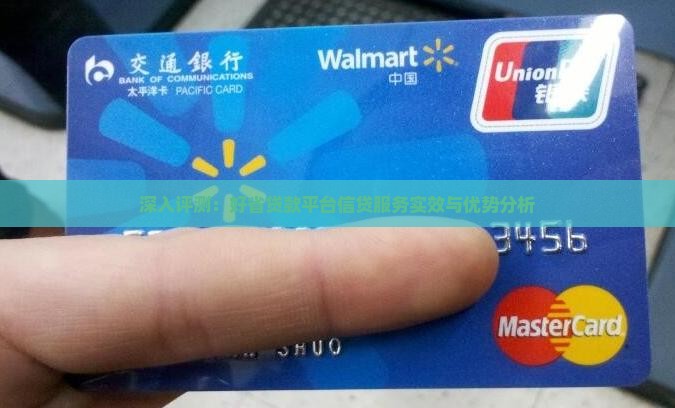 交通銀行
BANK OF COMMUNICATIONS
太平洋卡 PACIFIC CARD
Walmart
中国
UnionPay
银联
深入评测：好省贷款平台信贷服务实效与优势分析
3456
SHUO
MasterCard